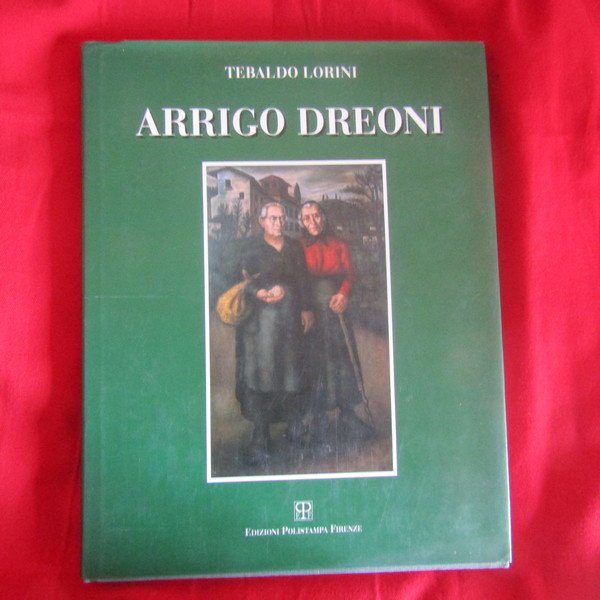 TEBALDO LORINI
ARRIGO DREONI
EDIZIONI POLISTAMPA FIRENZE